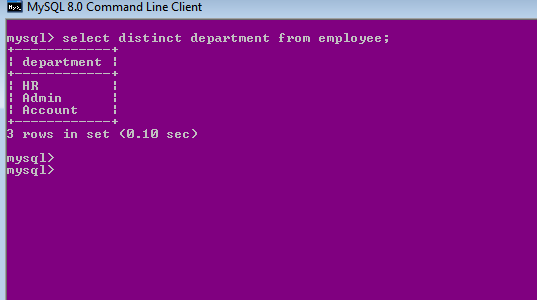 MySQL 8.0 Command Line Client
mysql> select distinct department from employee;
+------------+
| department |
+------------+
| HR         |
| Admin      |
| Account    |
+------------+
3 rows in set (0.10 sec)
mysql>
mysql>